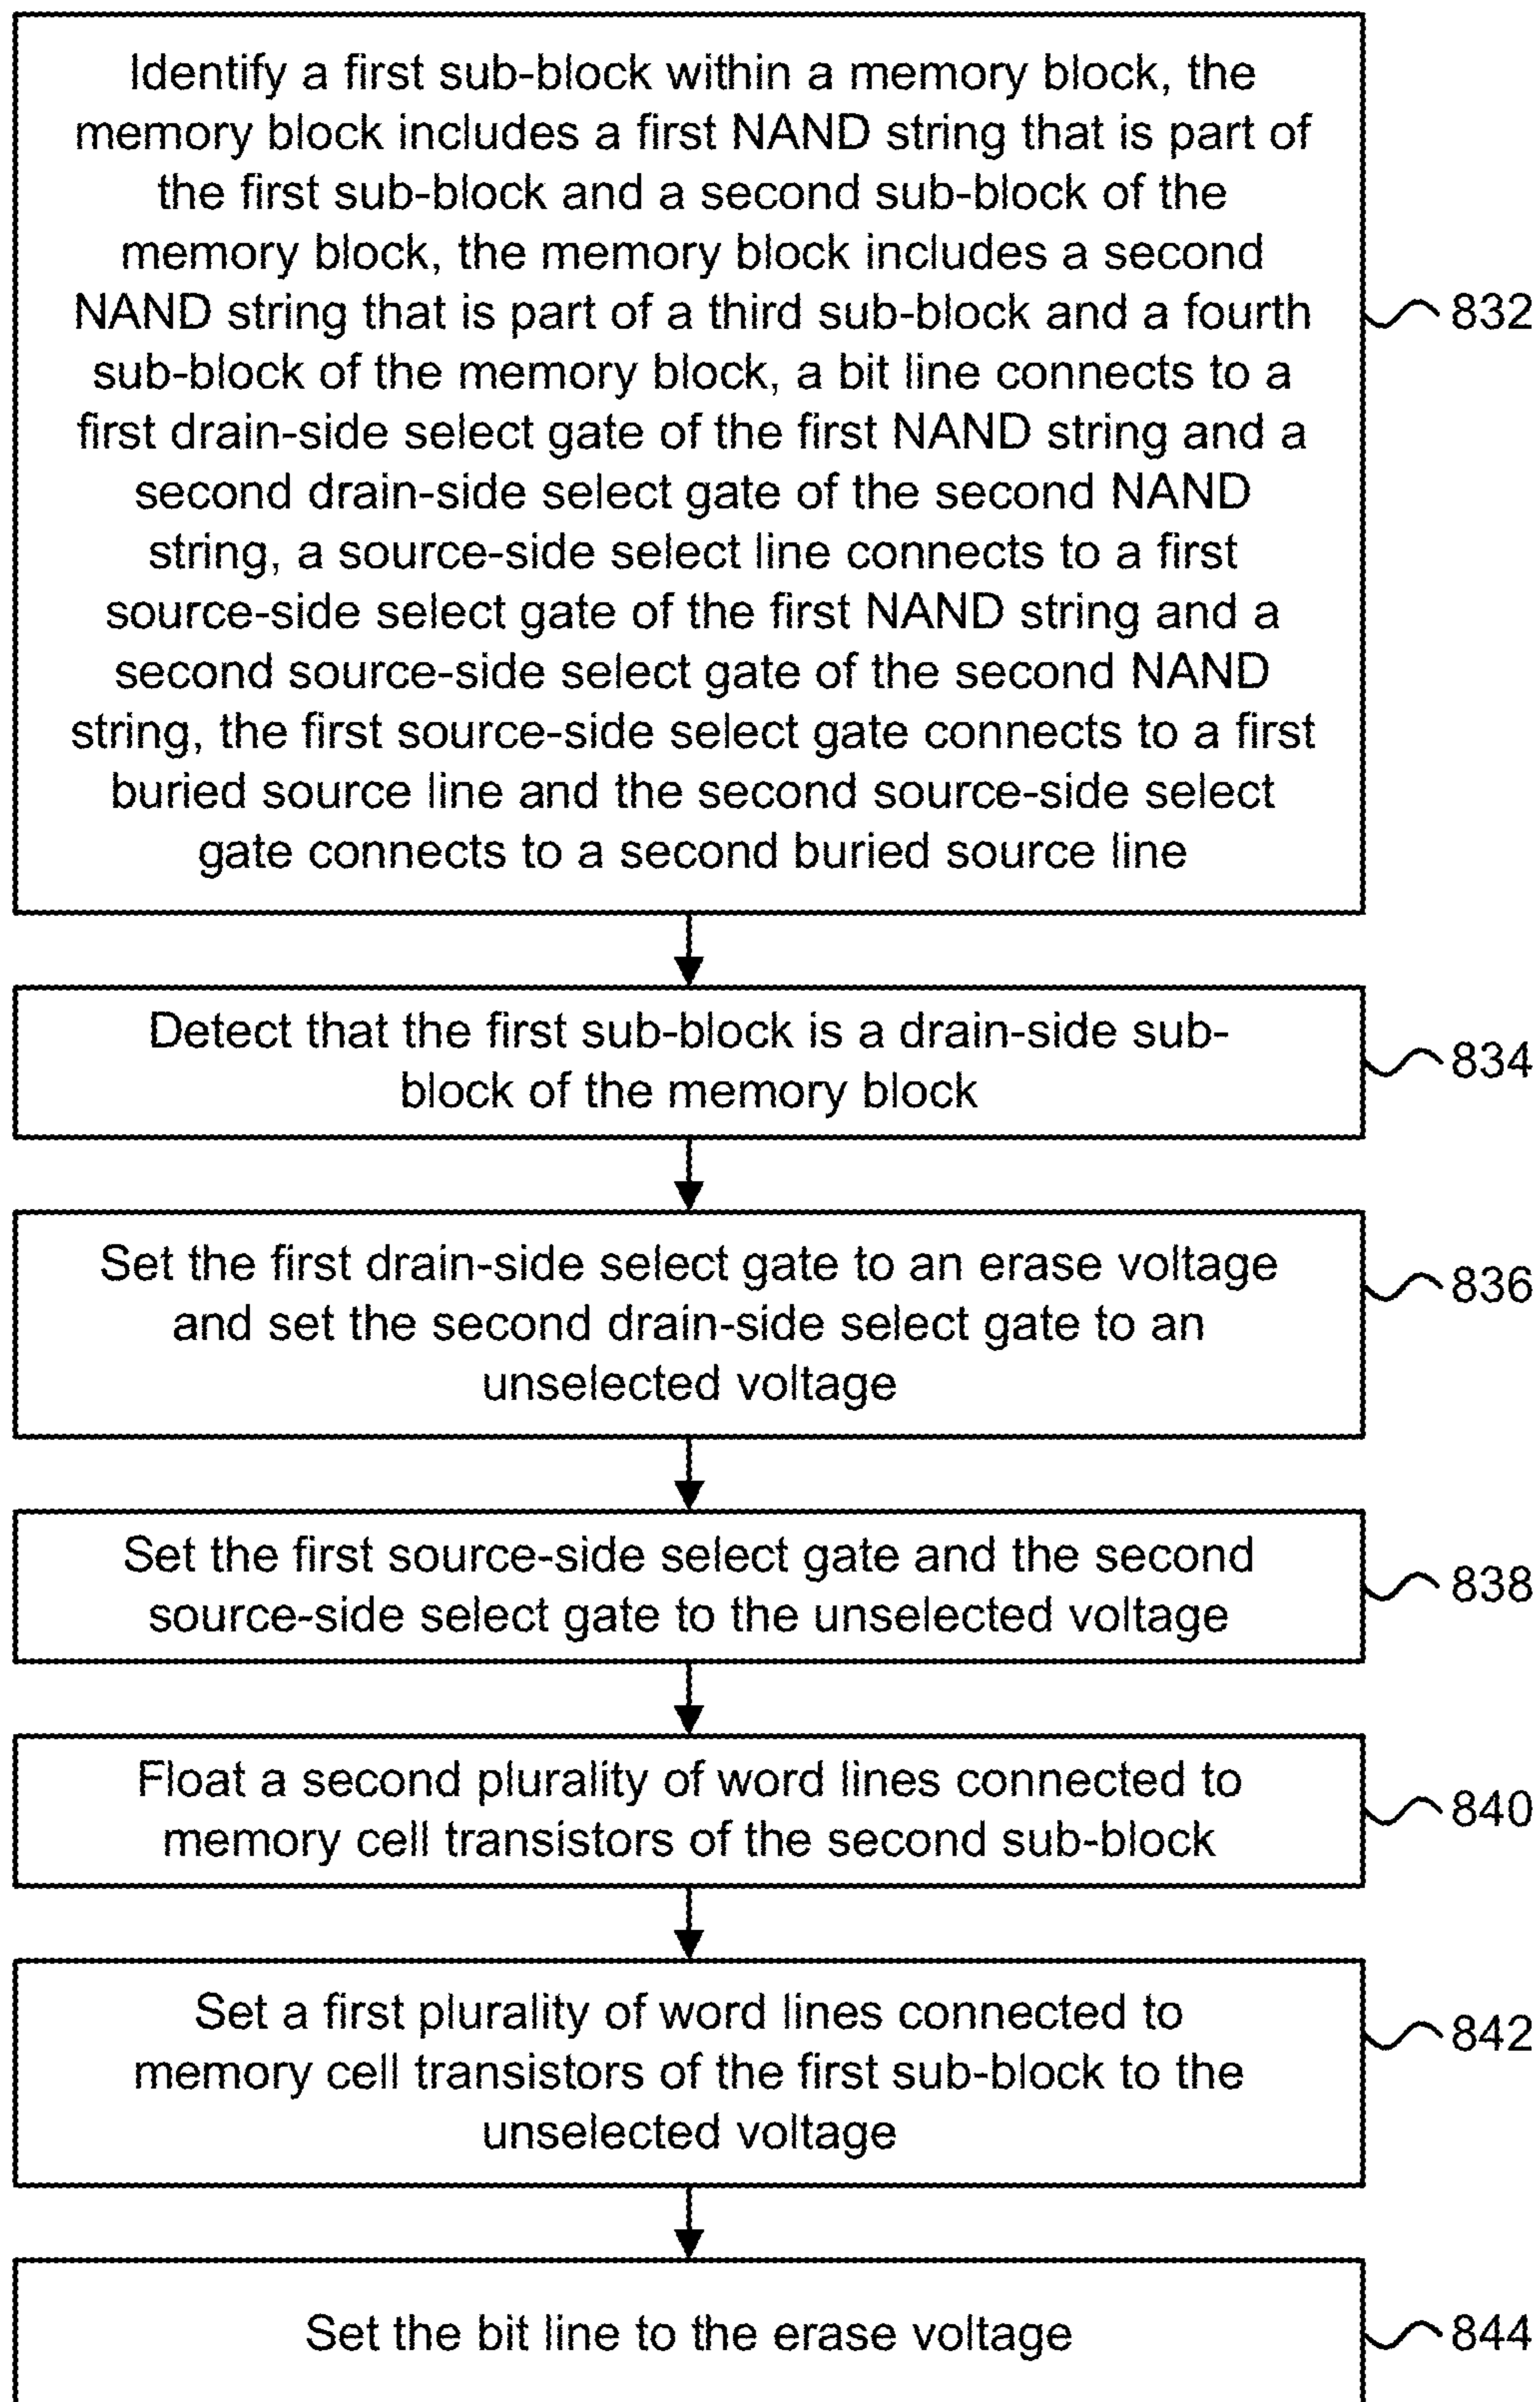 Identify a first sub-block within a memory block, the
memory block includes a first NAND string that is part of
the first sub-block and a second sub-block of the
memory block, the memory block includes a second
NAND string that is part of a third sub-block and a fourth
sub-block of the memory block, a bit line connects to a
first drain-side select gate of the first NAND string and a
second drain-side select gate of the second NAND
string, a source-side select line connects to a first
source-side select gate of the first NAND string and a
second source-side select gate of the second NAND
string, the first source-side select gate connects to a first
buried source line and the second source-side select
gate connects to a second buried source line
832
Detect that the first sub-block is a drain-side sub-
block of the memory block
834
Set the first drain-side select gate to an erase voltage
and set the second drain-side select gate to an
unselected voltage
836
Set the first source-side select gate and the second
source-side select gate to the unselected voltage
838
Float a second plurality of word lines connected to
memory cell transistors of the second sub-block
840
Set a first plurality of word lines connected to
memory cell transistors of the first sub-block to the
unselected voltage
842
Set the bit line to the erase voltage
844